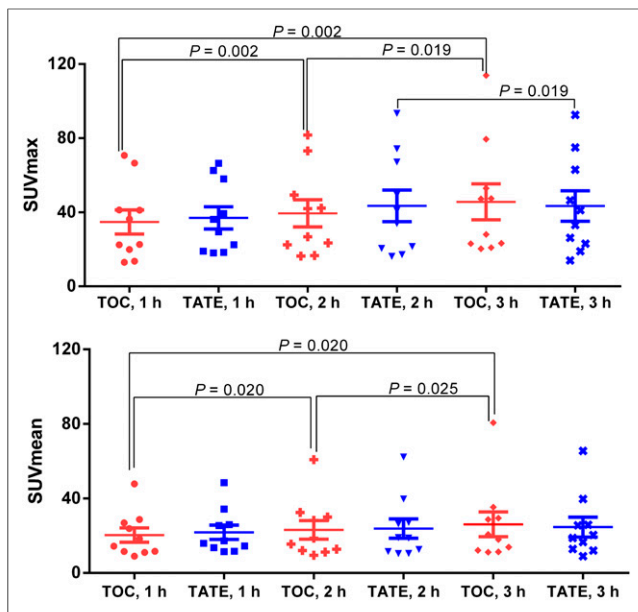 P = 0.002
P = 0.002
P = 0.019
P = 0.019
120
80
40
0
SUVmax
TOC, 1 h TATE, 1 h TOC, 2 h TATE, 2 h TOC, 3 h TATE, 3 h
P = 0.020
P = 0.020
P = 0.025
120
80
40
0
SUVmean
TOC, 1 h TATE, 1 h TOC, 2 h TATE, 2 h TOC, 3 h TATE, 3 h